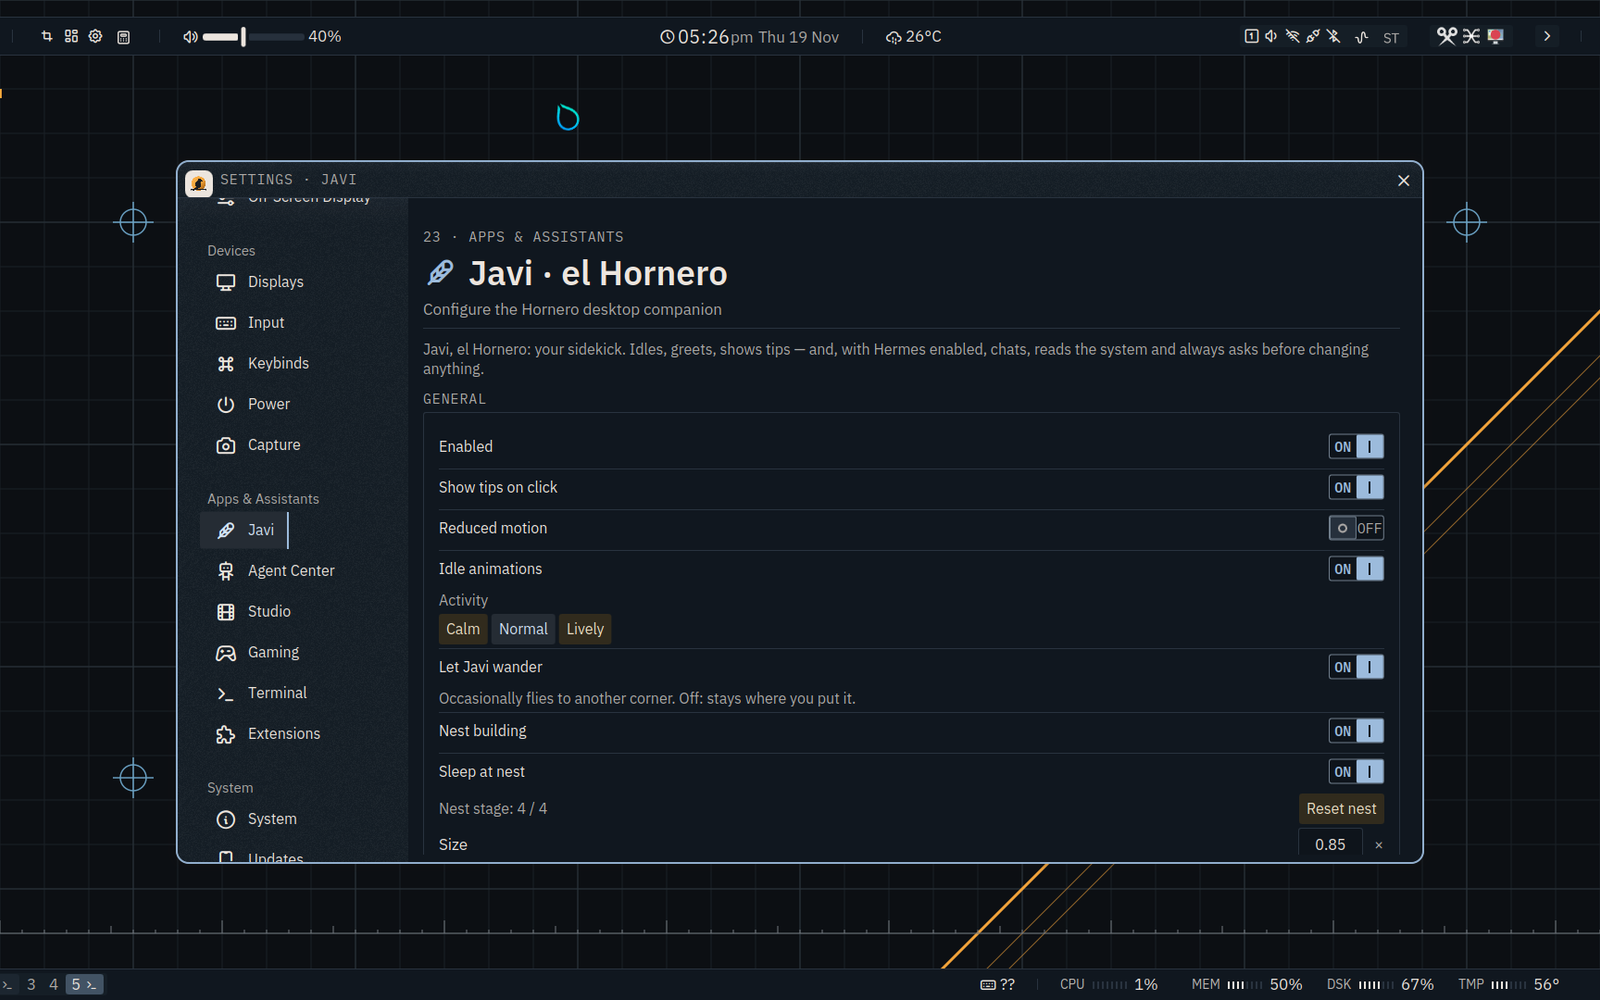 40%
05:26pm Thu 19 Nov
26°C
1
ST
SETTINGS · JAVI
On-Screen Display
Devices
Displays
Input
Keybinds
Power
Capture
Apps & Assistants
Javi
Agent Center
Studio
Gaming
Terminal
Extensions
System
System
Updates
23 · APPS & ASSISTANTS
Javi · el Hornero
Configure the Hornero desktop companion
Javi, el Hornero: your sidekick. Idles, greets, shows tips — and, with Hermes enabled, chats, reads the system and always asks before changing
anything.
GENERAL
Enabled
ON
Show tips on click
ON
Reduced motion
OFF
Idle animations
ON
Activity
Calm Normal Lively
Let Javi wander
ON
Occasionally flies to another corner. Off: stays where you put it.
Nest building
ON
Sleep at nest
ON
Nest stage: 4 / 4
Reset nest
Size
0.85 ×
3 4 5
??
CPU 1%
MEM 50%
DSK 67%
TMP 56°